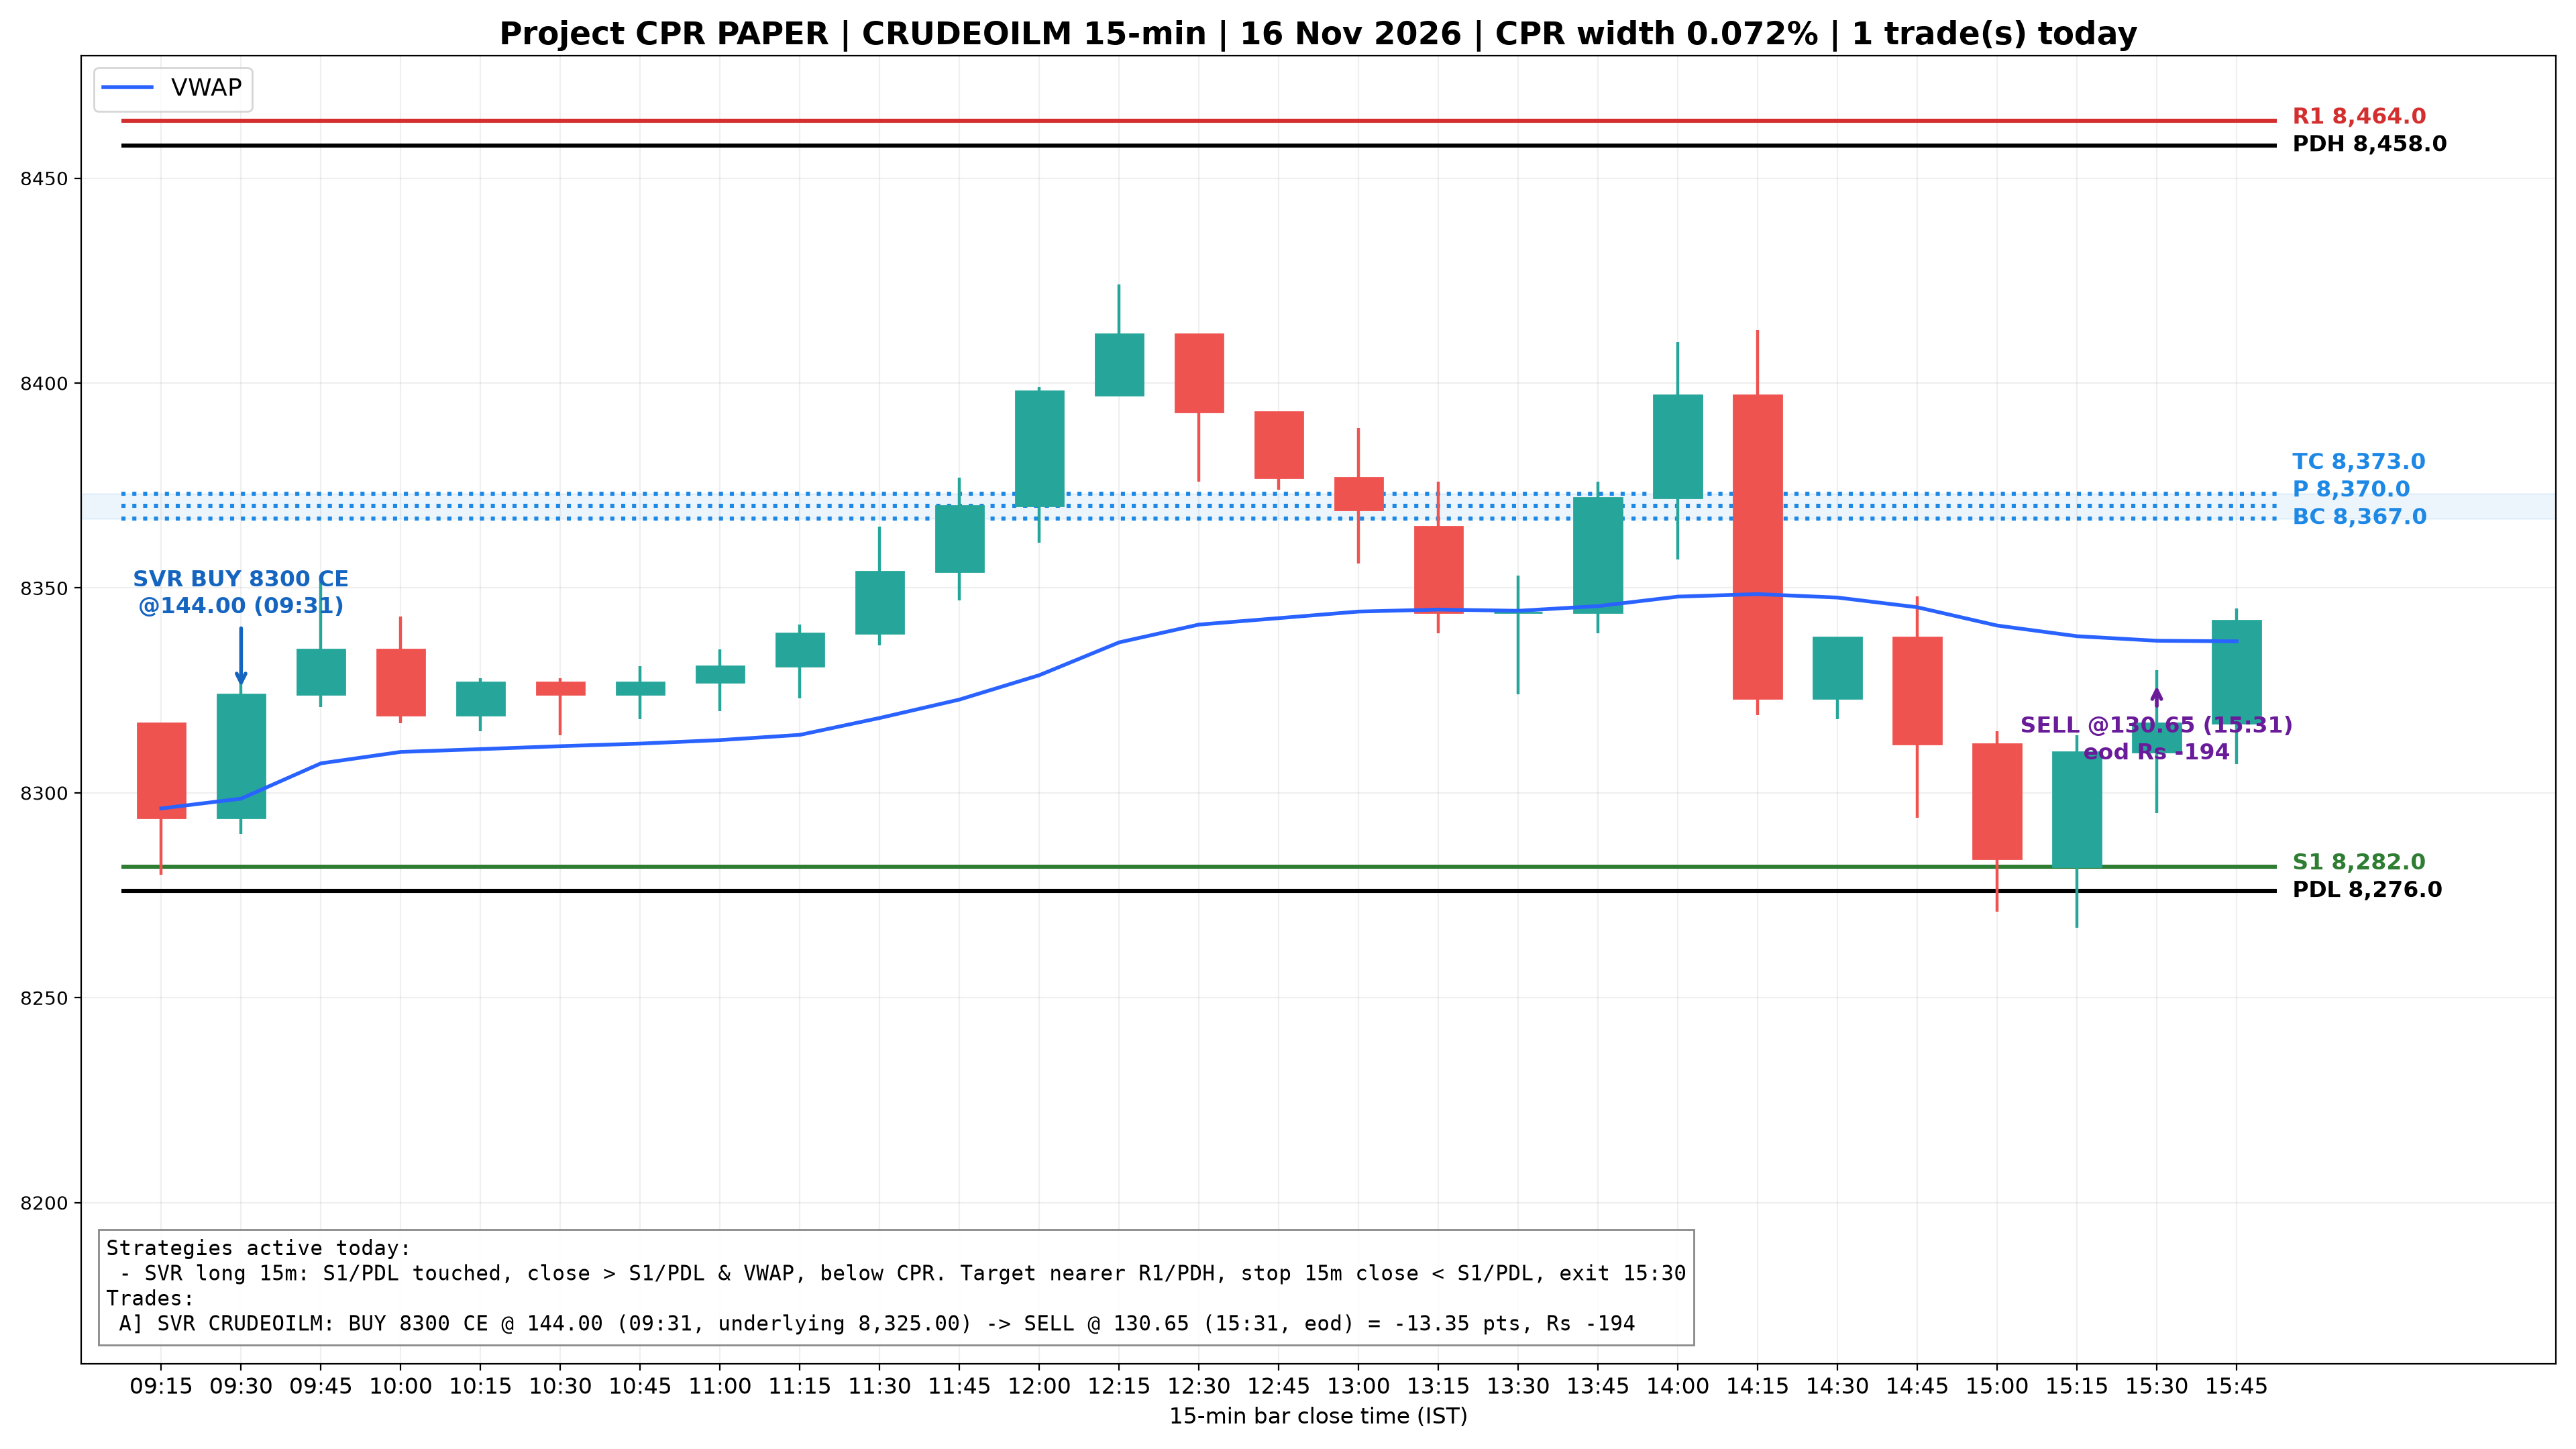 Project CPR PAPER | CRUDEOILM 15-min | 16 Nov 2026 | CPR width 0.072% | 1 trade(s) today
VWAP
R1 8,464.0
PDH 8,458.0
8450
8400
TC 8,373.0
P 8,370.0
BC 8,367.0
SVR BUY 8300 CE
@144.00 (09:31)
8350
SELL @130.65 (15:31)
eod Rs -194
8300
S1 8,282.0
PDL 8,276.0
8250
8200
Strategies active today:
- SVR long 15m: S1/PDL touched, close > S1/PDL & VWAP, below CPR. Target nearer R1/PDH, stop 15m close < S1/PDL, exit 15:30
Trades:
A] SVR CRUDEOILM: BUY 8300 CE @ 144.00 (09:31, underlying 8,325.00) -> SELL @ 130.65 (15:31, eod) = -13.35 pts, Rs -194
09:15 09:30 09:45 10:00 10:15 10:30 10:45 11:00 11:15 11:30 11:45 12:00 12:15 12:30 12:45 13:00 13:15 13:30 13:45 14:00 14:15 14:30 14:45 15:00 15:15 15:30 15:45
15-min bar close time (IST)